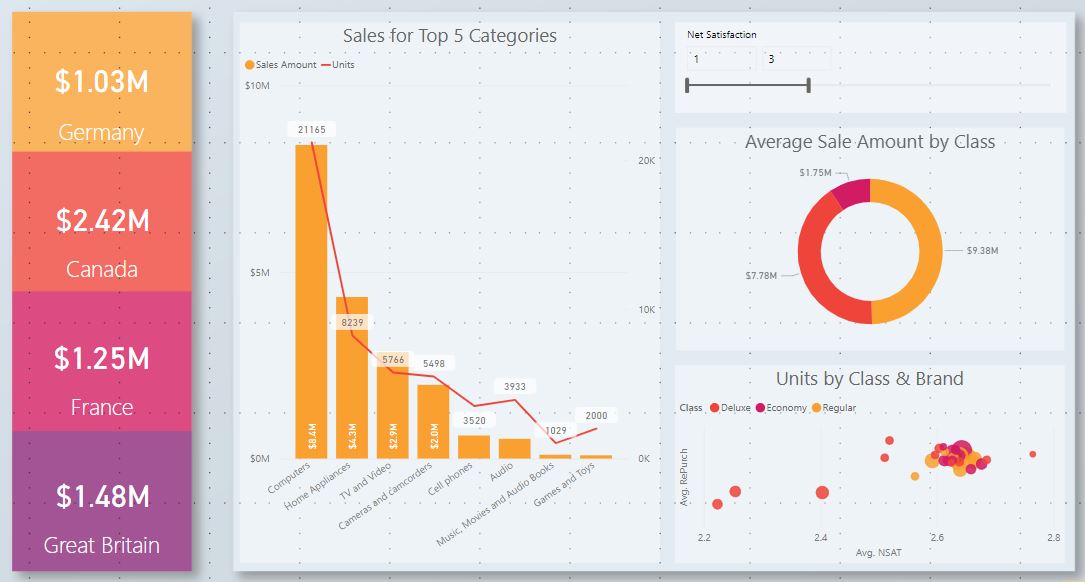 $1.03M
Germany
$2.42M
Canada
$1.25M
France
$1.48M
Great Britain
Sales for Top 5 Categories
Sales Amount Units
$10M
$5M
$0M
20K
10K
0K
21165
8239
5766
5498
3520
3933
1029
2000
$8.4M
$4.3M
$2.9M
$2.0M
Computers
Home Appliances
TV and Video
Cameras and camcorders
Cell phones
Audio
Music, Movies and Audio Books
Games and Toys
Net Satisfaction
1 3
Average Sale Amount by Class
$1.75M
$9.38M
$7.78M
Units by Class & Brand
Class Deluxe Economy Regular
Avg. RePurch
2.2 2.4 2.6 2.8
Avg. NSAT